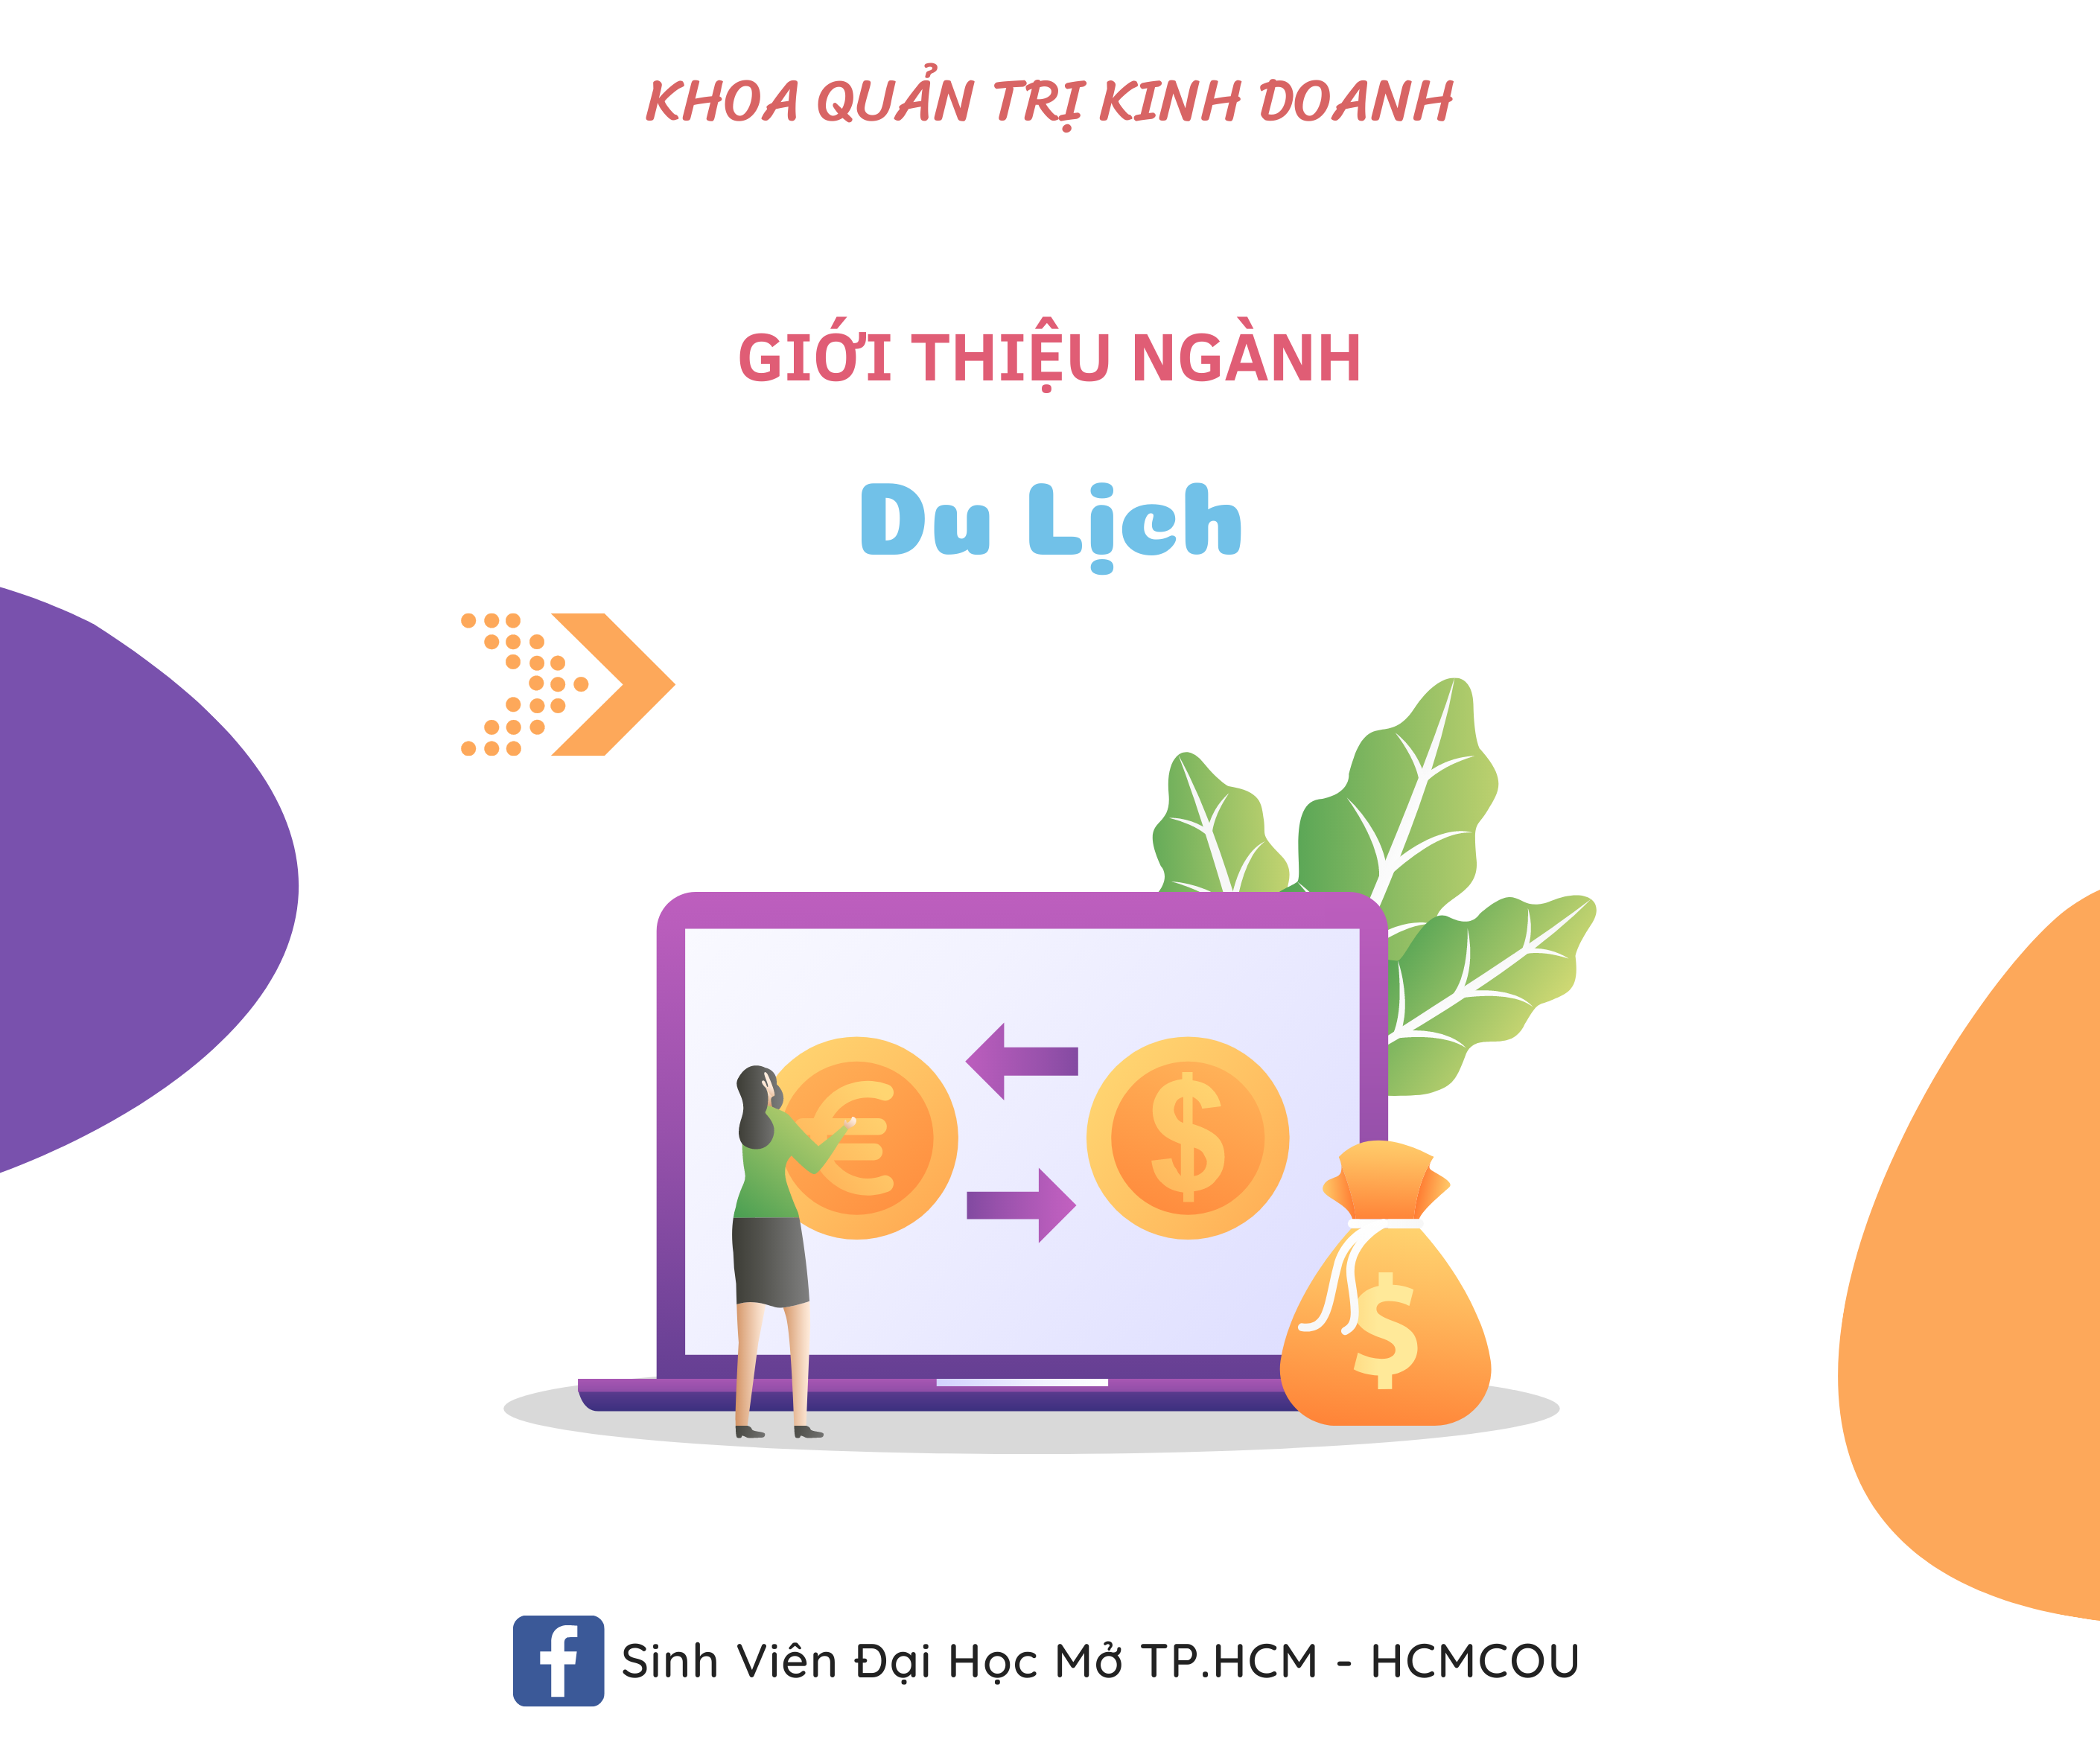 KHOA QUẢN TRỊ KINH DOANH
GIỚI THIỆU NGÀNH
Du Lịch
Sinh Viên Đại Học Mở TP.HCM - HCMCOU